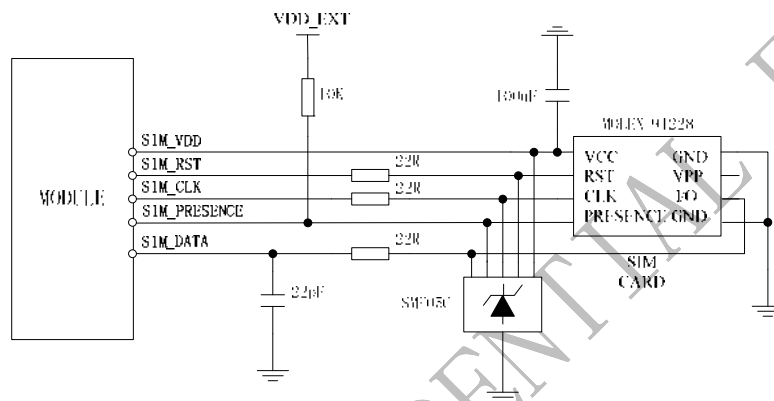 VDD_EXT
10K
100nF
MOLEX 91228
SIM_VDD
SIM_RST
22R
SIM_CLK
22R
SIM_PRESENCE
SIM_DATA
22R
MODULE
VCC
GND
RST
VPP
CLK
I/O
PRESENCE
GND
SIM
CARD
22pF
SMF05C
ENTIAL